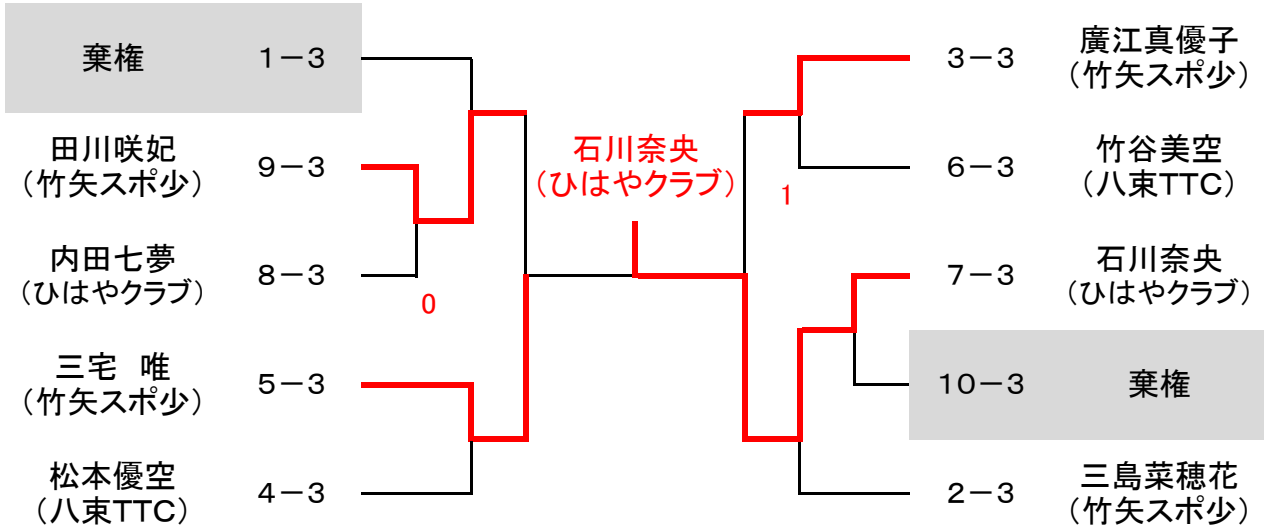 棄権 1－3
田川咲妃
（竹矢スポ少）
9－3
内田七夢
（ひはやクラブ）
8－3
0
三宅　唯
（竹矢スポ少）
5－3
松本優空
（八束TTC）
4－3
石川奈央
（ひはやクラブ）
廣江真優子
（竹矢スポ少）
3－3
竹谷美空
（八束TTC）
6－3
1
石川奈央
（ひはやクラブ）
7－3
10－3 棄権
三島菜穂花
（竹矢スポ少）
2－3